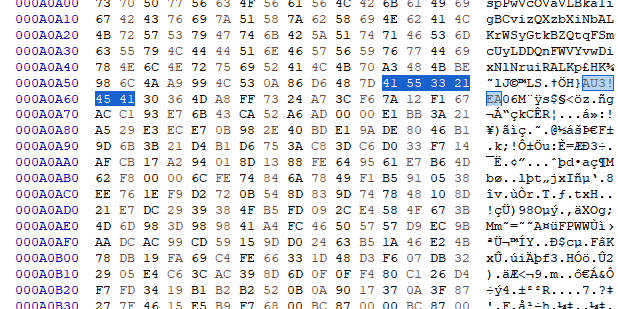 000A0A00 73 70 50 77 56 63 4F 56 61 56 4C 42 6B 61 49 69 spPwVcOVaVLBkaIi
000A0A10 67 42 43 76 69 7A 51 58 7A 62 58 69 4E 62 41 4C gBCvizQXzbXiNbAL
000A0A20 4B 72 57 53 79 47 74 6B 42 5A 51 74 71 46 53 6D KrWSyGtkBZQtqFSm
000A0A30 63 55 79 4C 44 44 51 6E 46 57 56 59 76 77 44 69 cUyLDDQnFWVYvwDi
000A0A40 78 4E 6C 4E 72 75 69 52 41 4C 4B 70 A3 48 4B BE xNlNruiRALKp£HK¾
000A0A50 98 6C 4A A9 99 4C 53 0A 86 D6 48 7D 41 55 33 21 ˜lJ©™LS.†ÖH}AU3!
000A0A60 45 41 30 36 4D A8 FF 73 24 A7 3C F6 7A 12 F1 67 EA06M¨ÿs$§<öz.ñg
000A0A70 AC C1 93 E7 6B 43 CA 52 A6 AD 00 00 E1 BB 3A 21 ¬Á“çkCÊR¦­..á»:!
000A0A80 A5 29 E3 EC E7 0B 98 2E 40 BD E1 9A DE 80 46 B1 ¥)ãìç.˜.@½ášÞ€F±
000A0A90 9D 6B 3B 21 D4 B1 D6 75 3A C8 3D C6 D0 33 F7 14 .k;!Ô±Öu:È=ÆÐ3÷.
000A0AA0 AF CB 17 A2 94 01 8D 13 88 FE 64 95 61 E7 B6 4D ¯Ë.¢”...ˆþd•aç¶M
000A0AB0 62 F8 00 00 6C FE 74 84 6A 78 49 F1 B5 91 05 38 bø..lþt„jxIñµ‘.8
000A0AC0 EE 76 1E F9 D2 72 0B 54 8D 83 9D 74 78 48 10 8D îv.ùÒr.T.ƒ.txH..
000A0AD0 21 E7 DC 29 39 38 4F B5 FD 09 2C E4 58 4F 67 3B !çÜ)98Oµý.,äXOg;
000A0AE0 4D 6D 98 3D 98 98 41 A4 FC 46 50 57 57 D9 EC 9B Mm˜=˜˜A¤üFPWWÙì›
000A0AF0 AA DC AC 99 CD 59 15 9D D0 24 63 B5 1A 46 E2 4B ªÜ¬™ÍY..Ð$cµ.FâK
000A0B00 78 DB 19 FA 69 C4 FE 66 33 1D 48 D3 F6 07 DB 32 xÛ.úiÄþf3.HÓö.Û2
000A0B10 29 05 E4 C6 3C AC 39 8D 6D 0F 0F F4 80 C1 26 D4 ).äÆ<¬9.m..ô€Á&Ô
000A0B20 F7 FD 34 19 B1 B2 B2 52 0B 0A 90 17 37 0A 3F 87 ÷ý4.±²²R....7.?‡
000A0B30